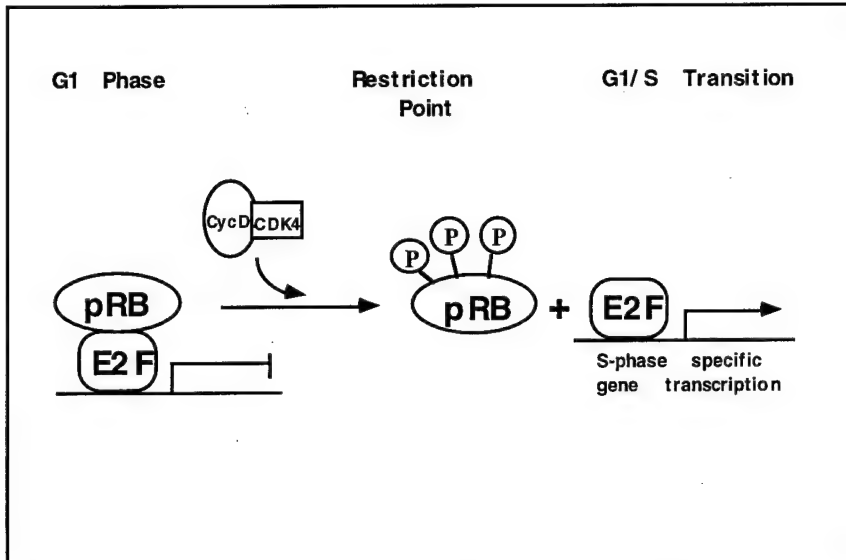 G1 Phase
Restriction
Point
G1/S Transition
CycD CDK4
P P P
pRB
E2F
pRB + E2F
S-phase specific
gene transcription